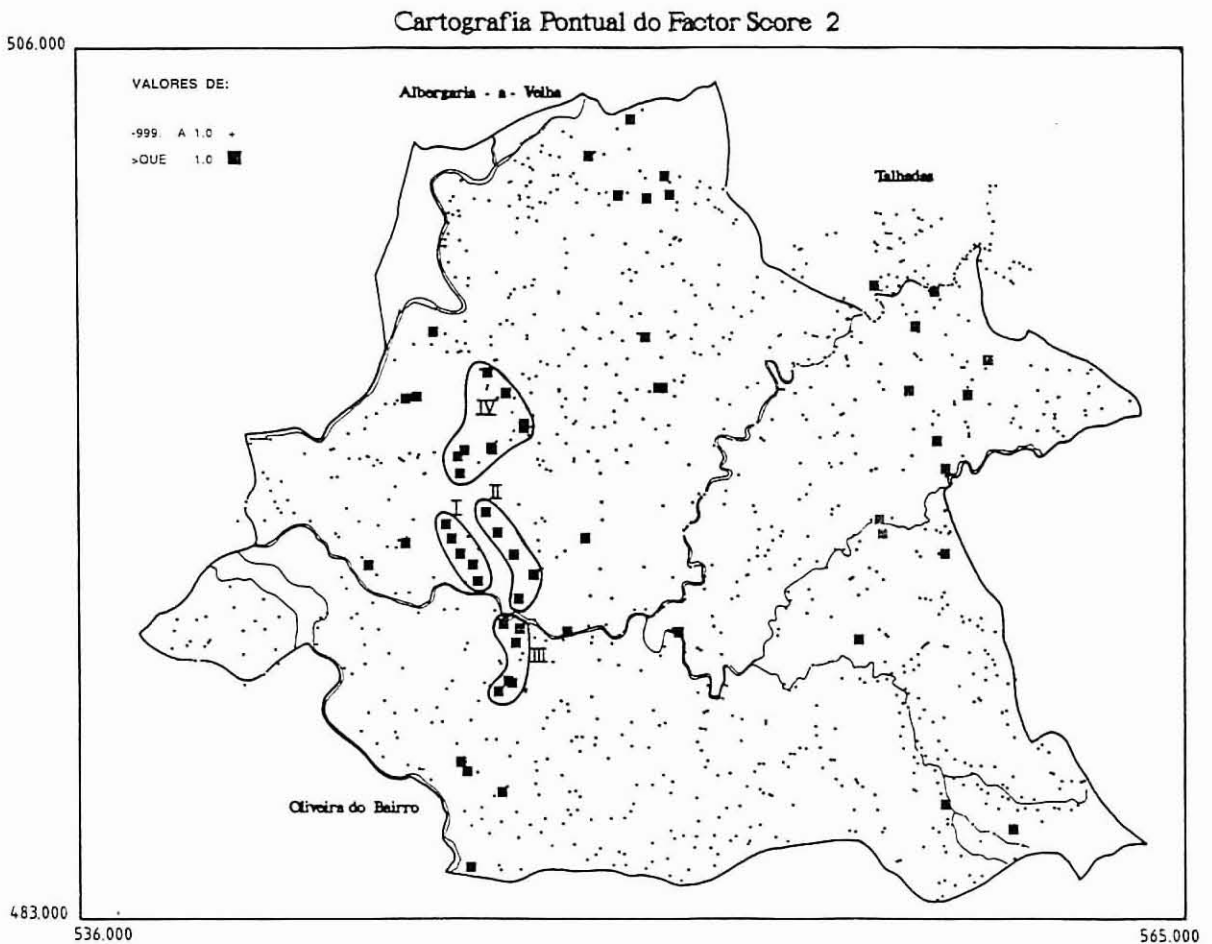 Cartografia Pontual do Factor Score 2
506.000
VALORES DE:
-999. A 1.0 +
>QUE 1.0
Albergaria - a - Velha
Talhadas
IV
II
I
III
Oliveira do Bairro
483.000
536.000
565.000